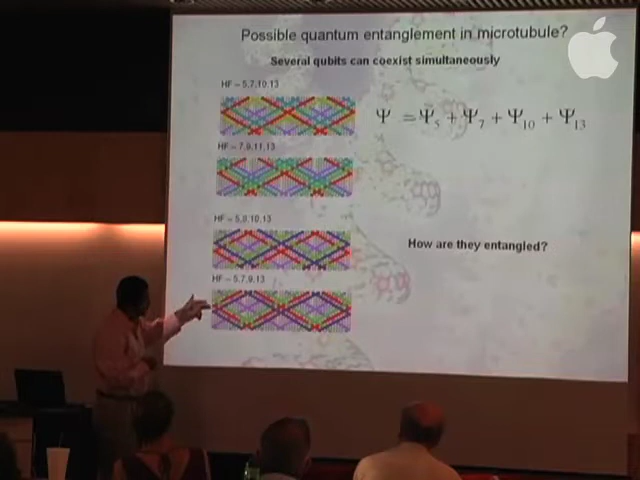 Possible quantum entanglement in microtubule?
Several qubits can coexist simultaneously
HF – 5,7,10,13
Ψ = Ψ5 + Ψ7 + Ψ10 + Ψ13
HF – 7,9,11,13
HF – 5,8,10,13
How are they entangled?
HF – 5,7,9,13